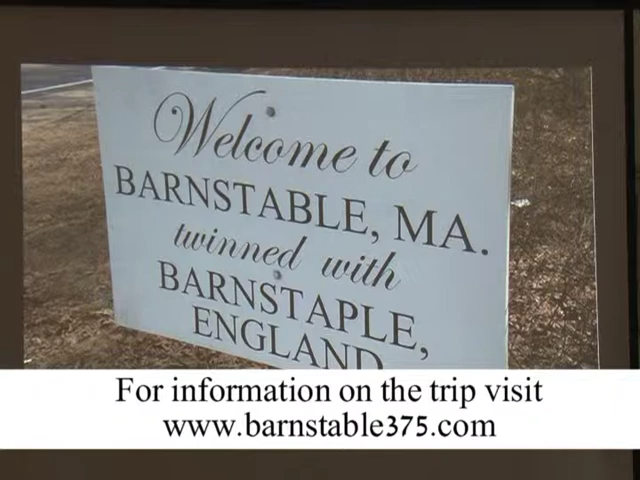 Welcome to
BARNSTABLE, MA.
twinned with
BARNSTAPLE,
ENGLAND
For information on the trip visit
www.barnstable375.com